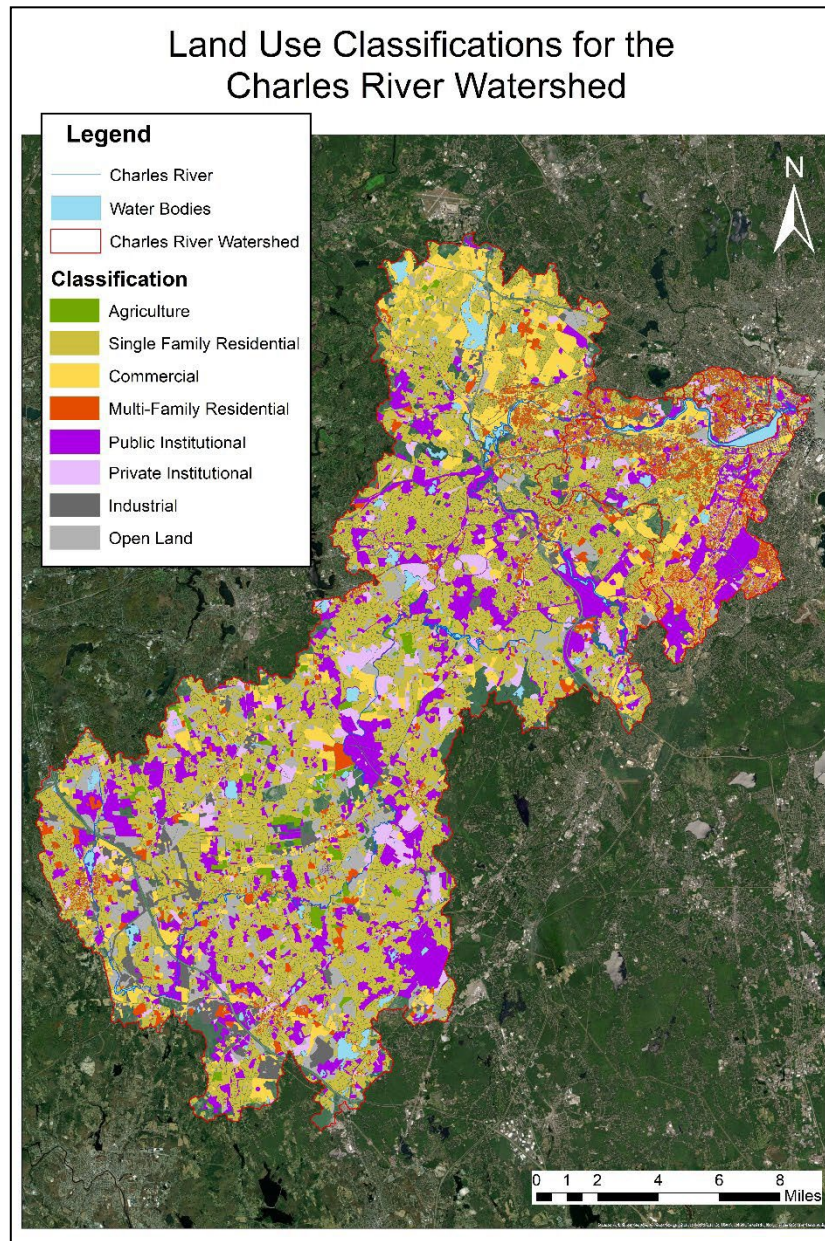 Land Use Classifications for the
Charles River Watershed
Legend
Charles River
Water Bodies
Charles River Watershed
Classification
Agriculture
Single Family Residential
Commercial
Multi-Family Residential
Public Institutional
Private Institutional
Industrial
Open Land
N
0 1 2 4 6 8
Miles